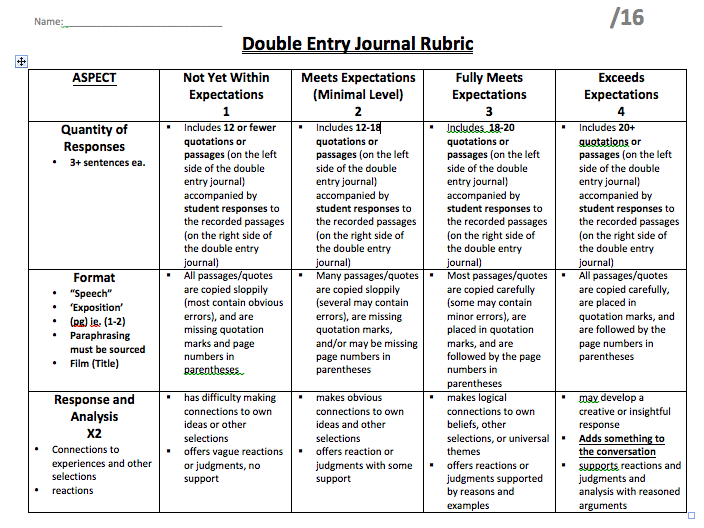 Name:
/16
Double Entry Journal Rubric
ASPECT
Not Yet Within
Expectations
1
Meets Expectations
(Minimal Level)
2
Fully Meets
Expectations
3
Exceeds
Expectations
4
Quantity of
Responses
• 3+ sentences ea.
▪ Includes 12 or fewer
quotations or
passages (on the left
side of the double
entry journal)
accompanied by
student responses to
the recorded passages
(on the right side of
the double entry
journal)
▪ Includes 12-18
quotations or
passages (on the left
side of the double
entry journal)
accompanied by
student responses to
the recorded passages
(on the right side of
the double entry
journal)
▪ Includes 18-20
quotations or
passages (on the left
side of the double
entry journal)
accompanied by
student responses to
the recorded passages
(on the right side of
the double entry
journal)
▪ Includes 20+
quotations or
passages (on the left
side of the double
entry journal)
accompanied by
student responses to
the recorded passages
(on the right side of
the double entry
journal)
Format
• “Speech”
• ‘Exposition’
• (pg) ie. (1-2)
• Paraphrasing
must be sourced
• Film (Title)
▪ All passages/quotes
are copied sloppily
(most contain obvious
errors), and are
missing quotation
marks and page
numbers in
parentheses
▪ Many passages/quotes
are copied sloppily
(several may contain
errors), are missing
quotation marks,
and/or may be missing
page numbers in
parentheses
▪ Most passages/quotes
are copied carefully
(some may contain
minor errors), are
placed in quotation
marks, and are
followed by the page
numbers in
parentheses
▪ All passages/quotes
are copied carefully,
are placed in
quotation marks, and
are followed by the
page numbers in
parentheses
Response and
Analysis
X2
• Connections to
experiences and other
selections
• reactions
▪ has difficulty making
connections to own
ideas or other
selections
▪ offers vague reactions
or judgments, no
support
▪ makes obvious
connections to own
ideas and other
selections
▪ offers reaction or
judgments with some
support
▪ makes logical
connections to own
beliefs, other
selections, or universal
themes
▪ offers reactions or
judgments supported
by reasons and
examples
▪ may develop a
creative or insightful
response
▪ Adds something to
the conversation
▪ supports reactions and
judgments and
analysis with reasoned
arguments